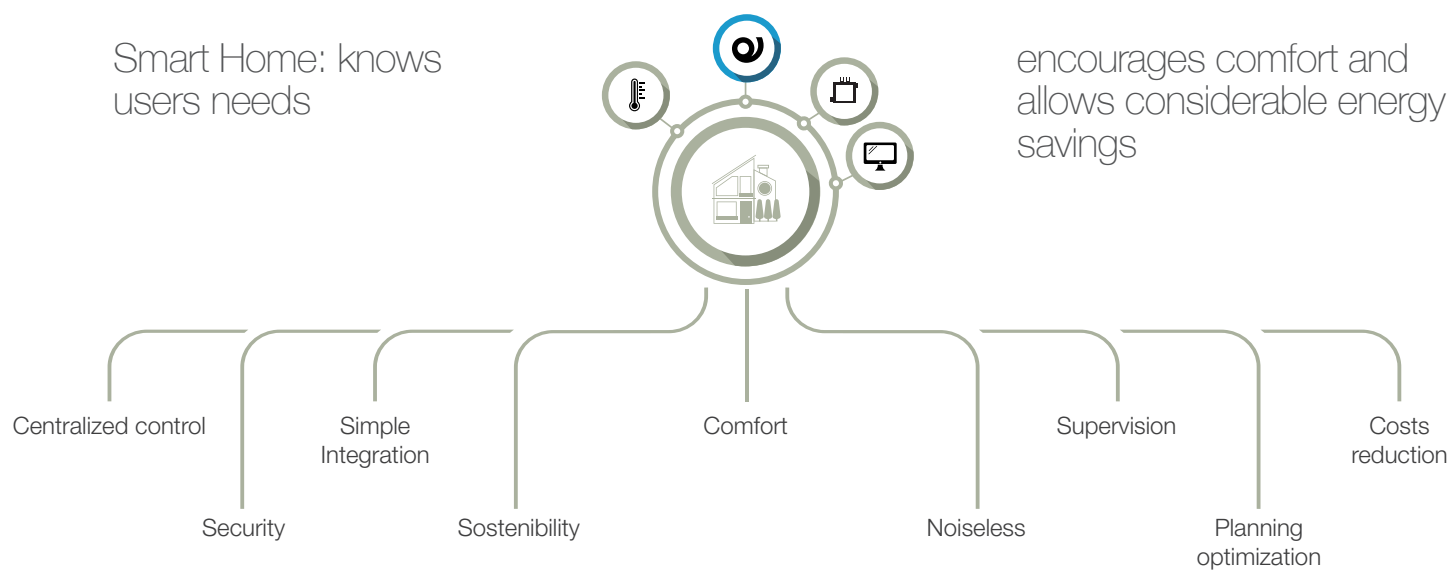 Smart Home: knows
users needs
encourages comfort and
allows considerable energy
savings
Centralized control
Security
Simple
Integration
Sostenibility
Comfort
Noiseless
Supervision
Planning
optimization
Costs
reduction